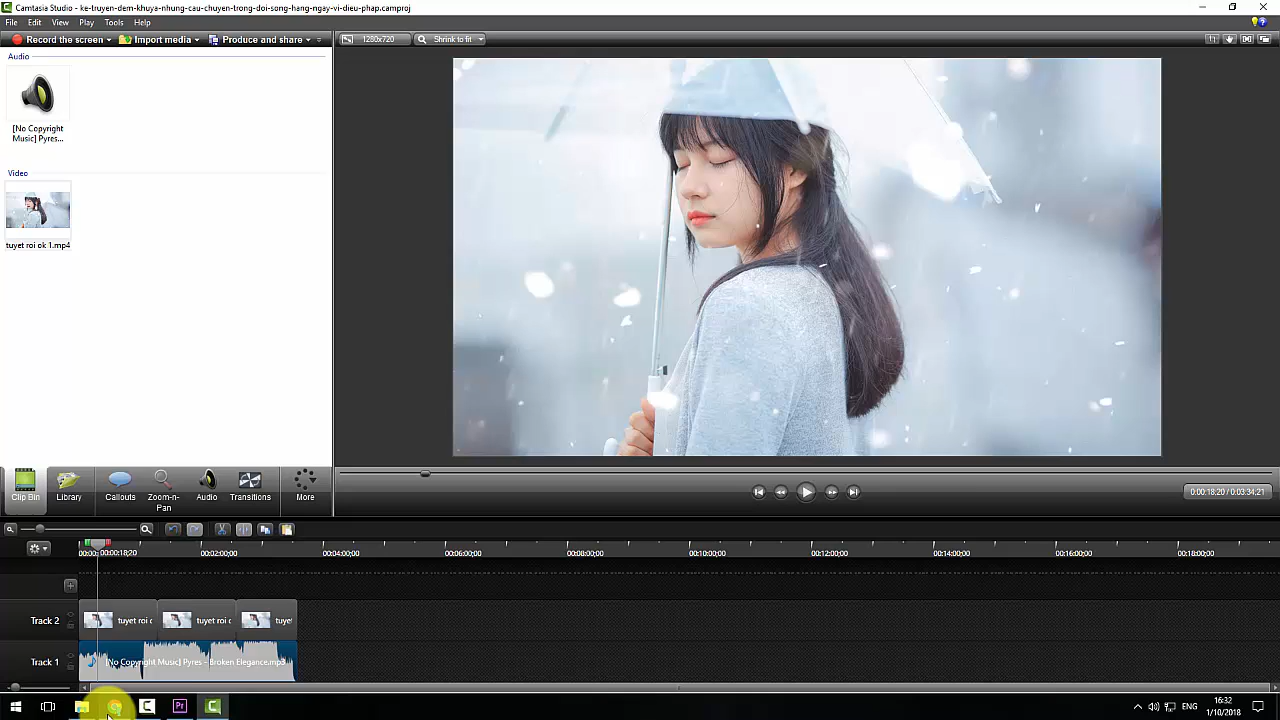 Camtasia Studio - ke-truyen-dem-khuya-nhung-cau-chuyen-trong-doi-song-hang-ngay-vi-dieu-phap.camproj
File Edit View Play Tools Help
Record the screen Import media Produce and share 1280x720 Shrink to fit
Audio
[No Copyright
Music] Pyres...
Video
tuyet roi ok 1.mp4
Clip Bin Library Callouts Zoom-n-
Pan Audio Transitions More
0:00:18;20 / 0:03:34;21
00:00:18;20 00:02:00;00 00:04:00;00 00:06:00;00 00:08:00;00 00:10:00;00 00:12:00;00 00:14:00;00 00:16:00;00 00:18:00;00
Track 2 tuyet roi c tuyet roi c tuye
Track 1 [No Copyright Music] Pyres - Broken Elegance.mp3
Pr ENG 16:32
1/10/2018